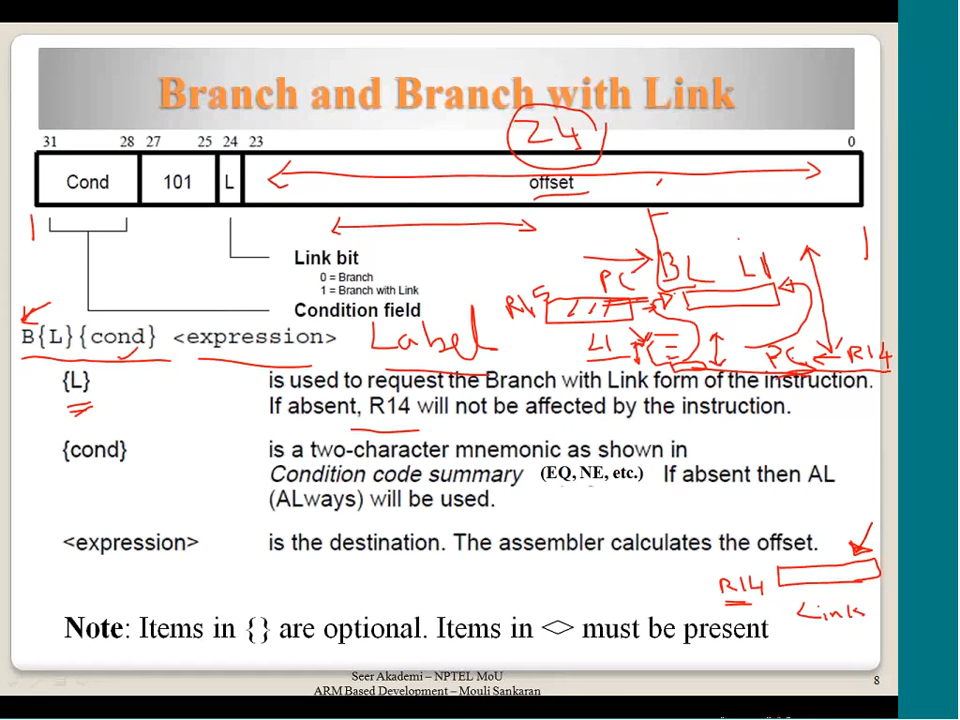 Branch and Branch with Link
24
31 28 27 25 24 23 0
Cond 101 L offset
Link bit
0 = Branch
1 = Branch with Link
Condition field
BL
PC
R15
L1
PC ← R14
B{L}{cond} <expression> Label
{L} is used to request the Branch with Link form of the instruction.
If absent, R14 will not be affected by the instruction.
{cond} is a two-character mnemonic as shown in
Condition code summary (EQ, NE, etc.) If absent then AL
(ALways) will be used.
<expression> is the destination. The assembler calculates the offset.
R14
Link
Note: Items in {} are optional. Items in <> must be present
Seer Akademi – NPTEL MoU
ARM Based Development – Mouli Sankaran
8